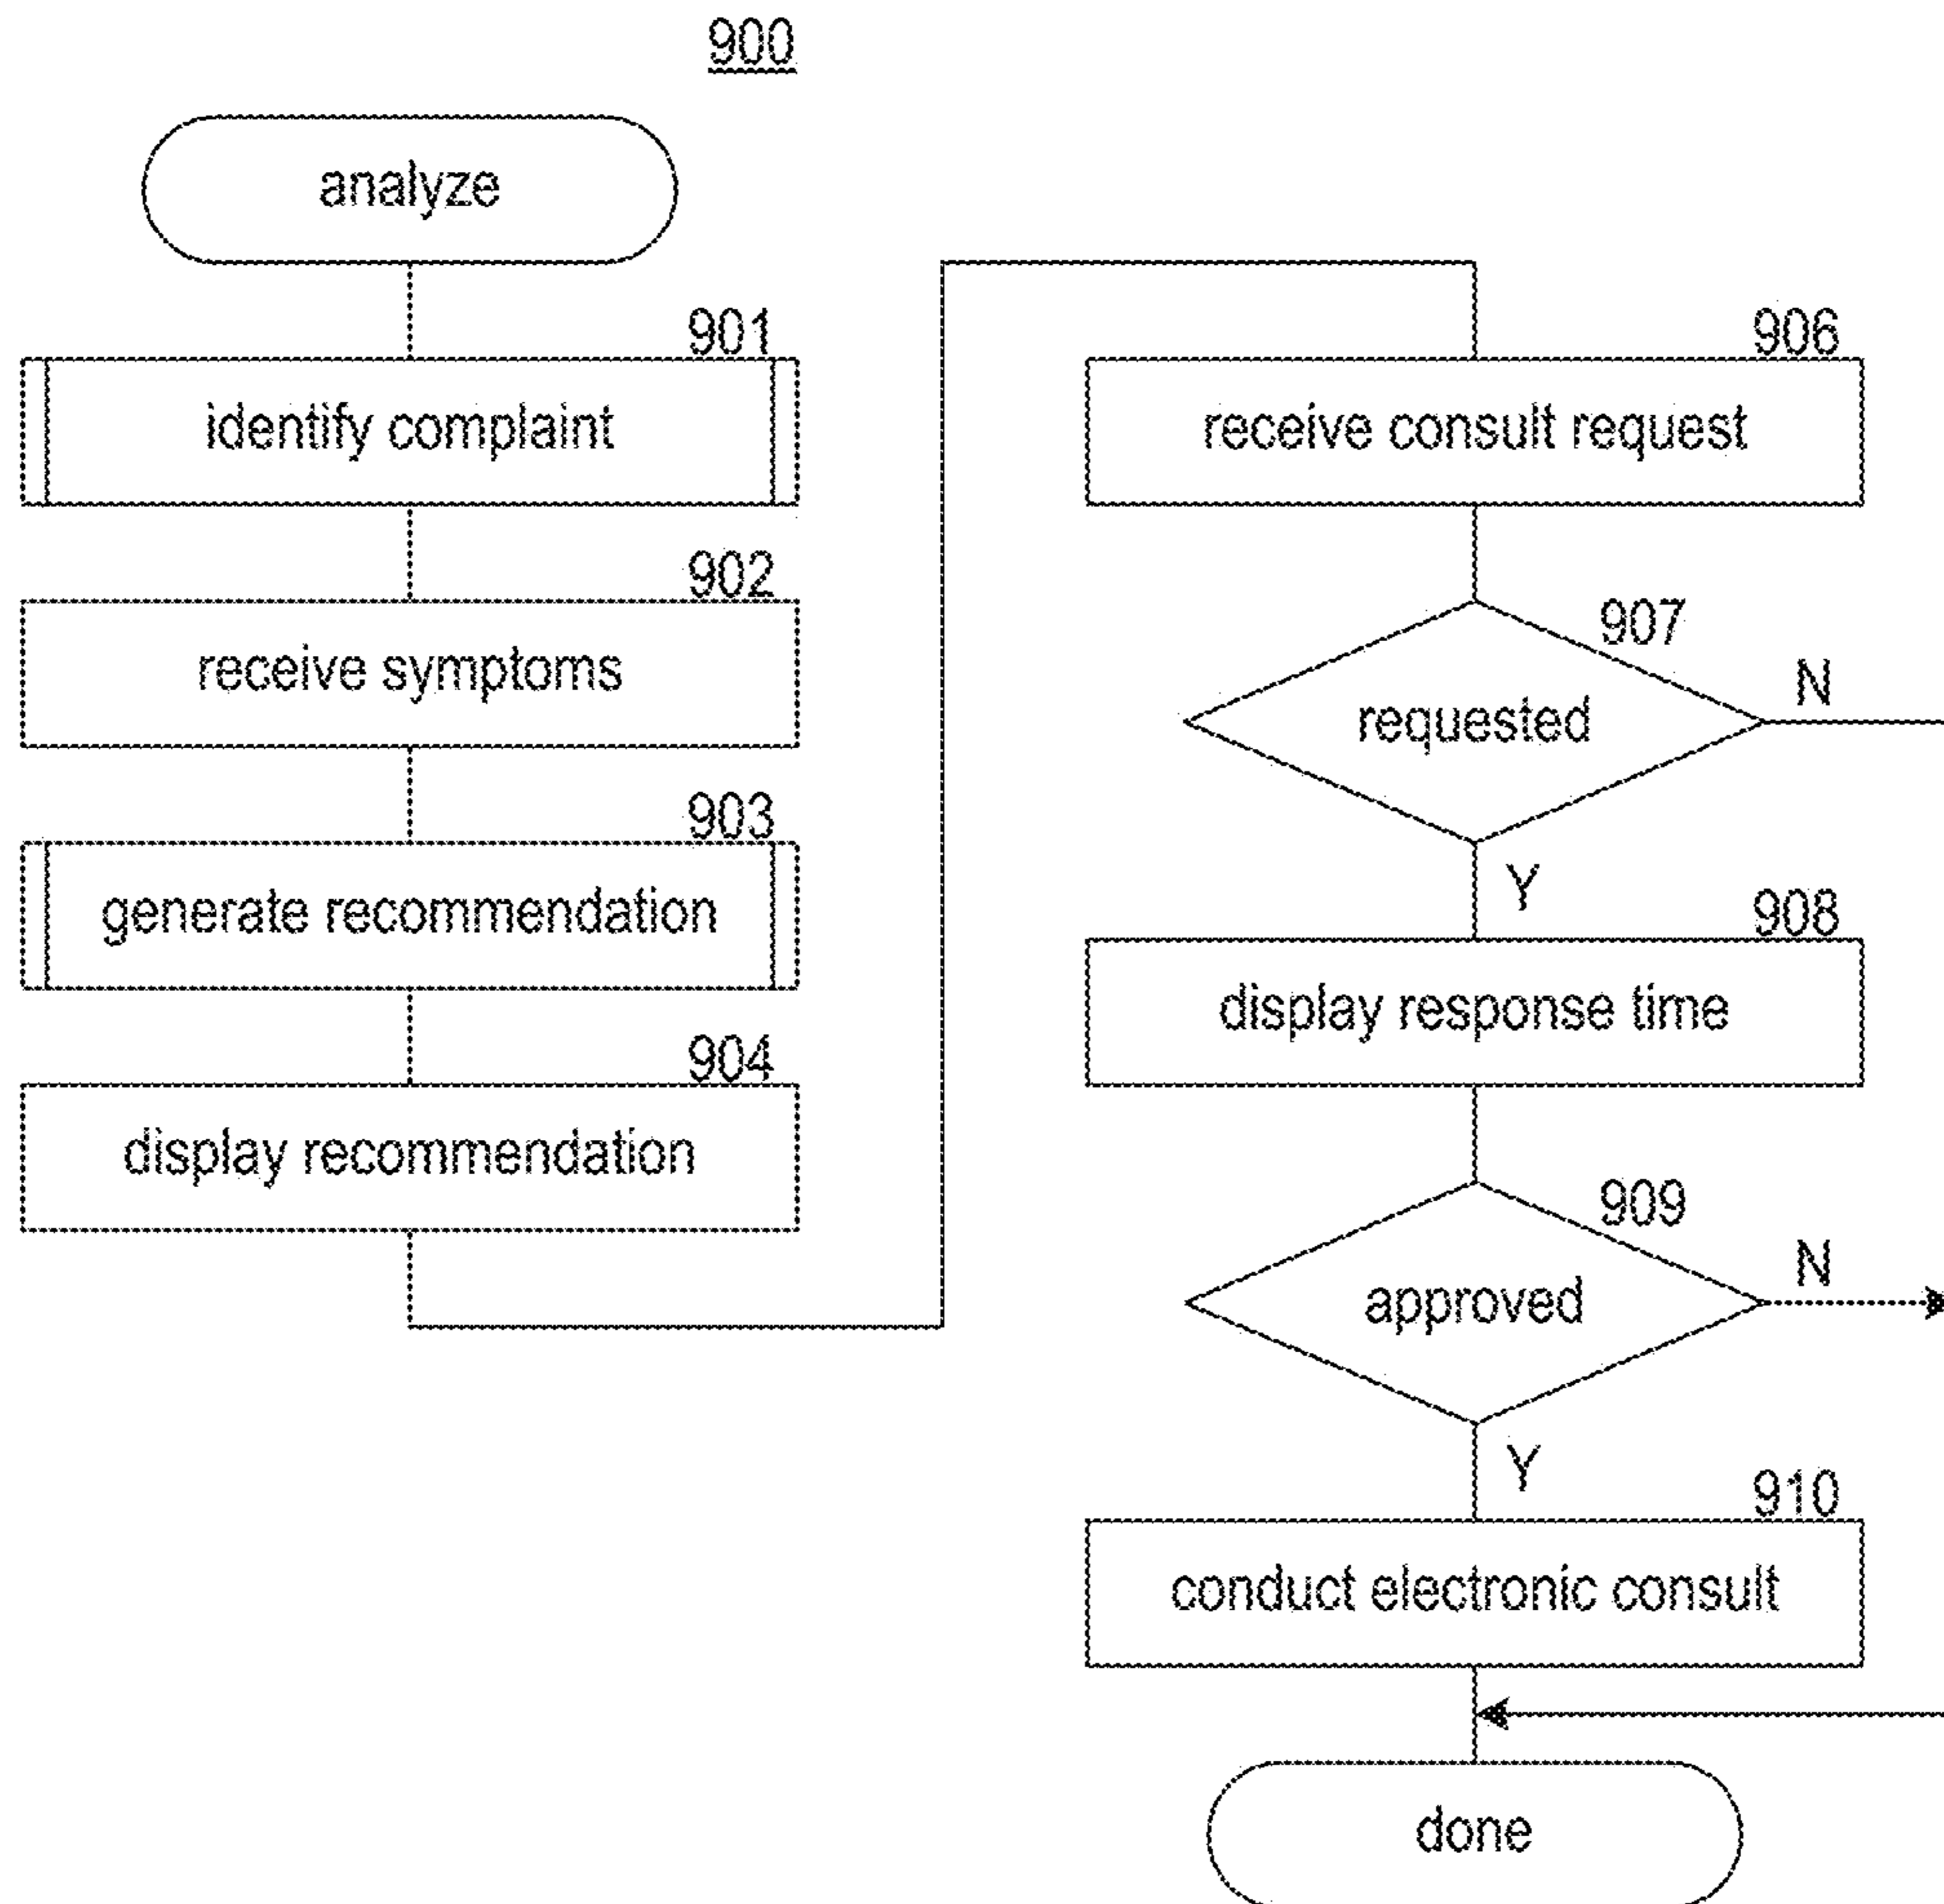 900
analyze
901
identify complaint
902
receive symptoms
903
generate recommendation
904
display recommendation
906
receive consult request
907
requested
N
Y
908
display response time
909
approved
N
Y
910
conduct electronic consult
done